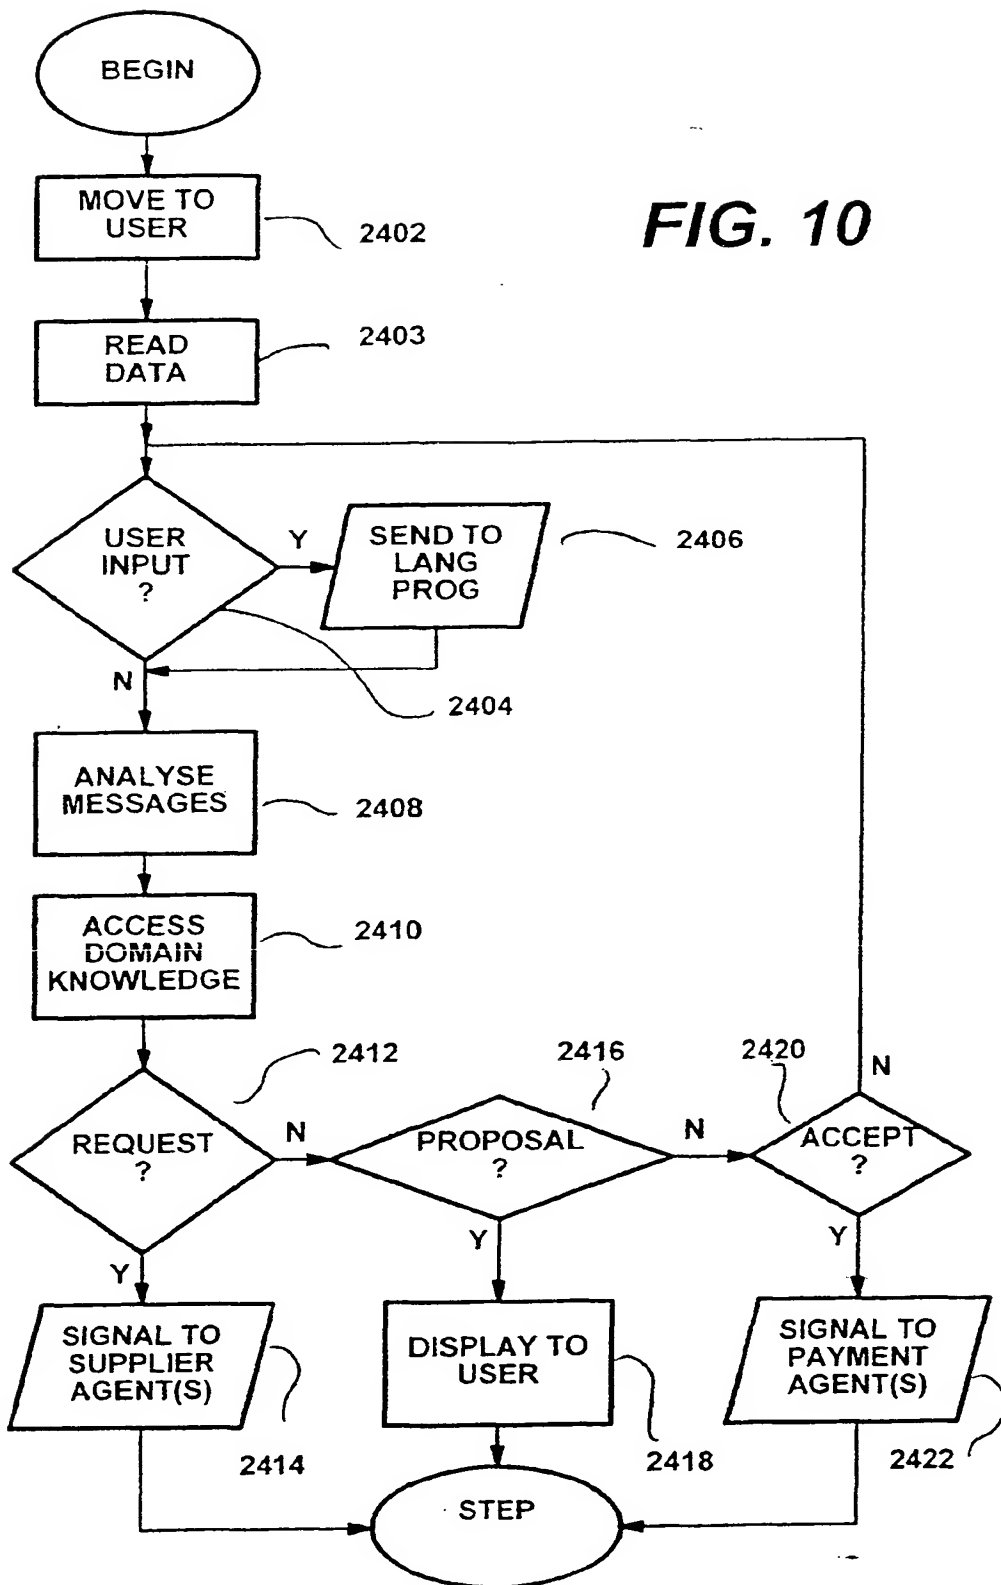 BEGIN
MOVE TO
USER
2402
FIG. 10
READ
DATA
2403
USER
INPUT
?
Y
SEND TO
LANG
PROG
2406
N
2404
ANALYSE
MESSAGES
2408
ACCESS
DOMAIN
KNOWLEDGE
2410
2412
2416
2420
N
REQUEST
?
N
PROPOSAL
?
N
ACCEPT
?
Y
Y
Y
SIGNAL TO
SUPPLIER
AGENT(S)
2414
DISPLAY TO
USER
2418
SIGNAL TO
PAYMENT
AGENT(S)
2422
STEP